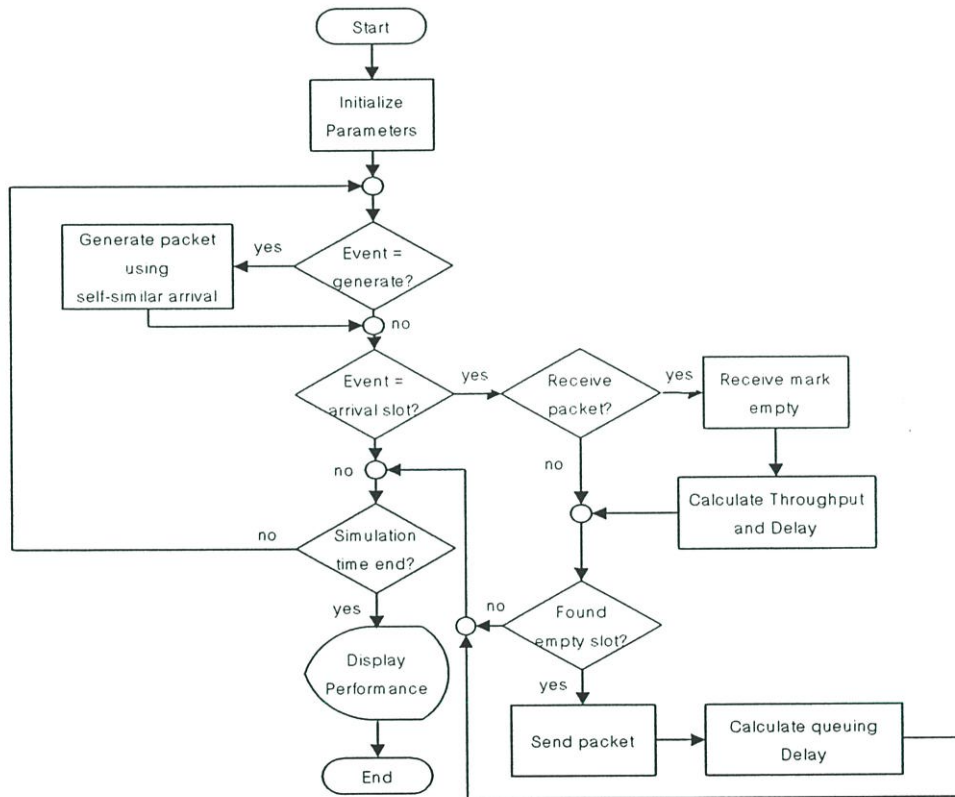 Start
Initialize
Parameters
Event =
generate?
yes
Generate packet
using
self-similar arrival
no
Event =
arrival slot?
yes
Receive
packet?
yes
Receive mark
empty
no
no
Calculate Throughput
and Delay
Simulation
time end?
no
yes
Found
empty slot?
no
yes
Display
Performance
Send packet
Calculate queuing
Delay
End